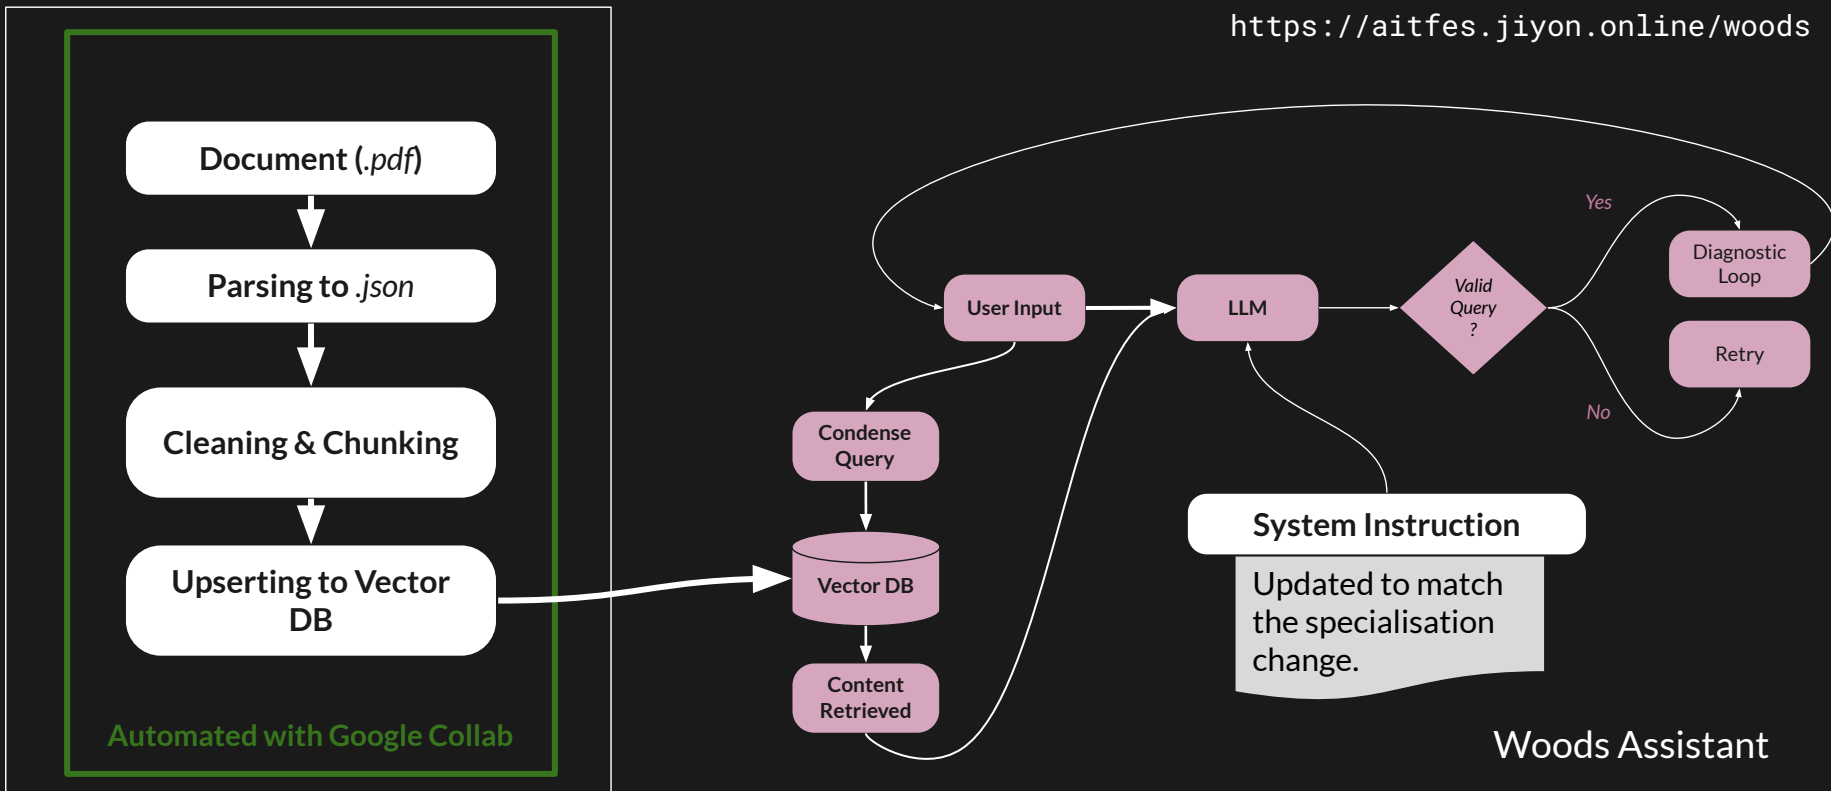 https://aitfes.jiyon.online/woods
Document (.pdf)
Parsing to .json
Cleaning & Chunking
Upserting to Vector
DB
Automated with Google Collab
User Input
LLM
Valid
Query
?
Yes
Diagnostic
Loop
Retry
No
Condense
Query
Vector DB
Content
Retrieved
System Instruction
Updated to match
the specialisation
change.
Woods Assistant